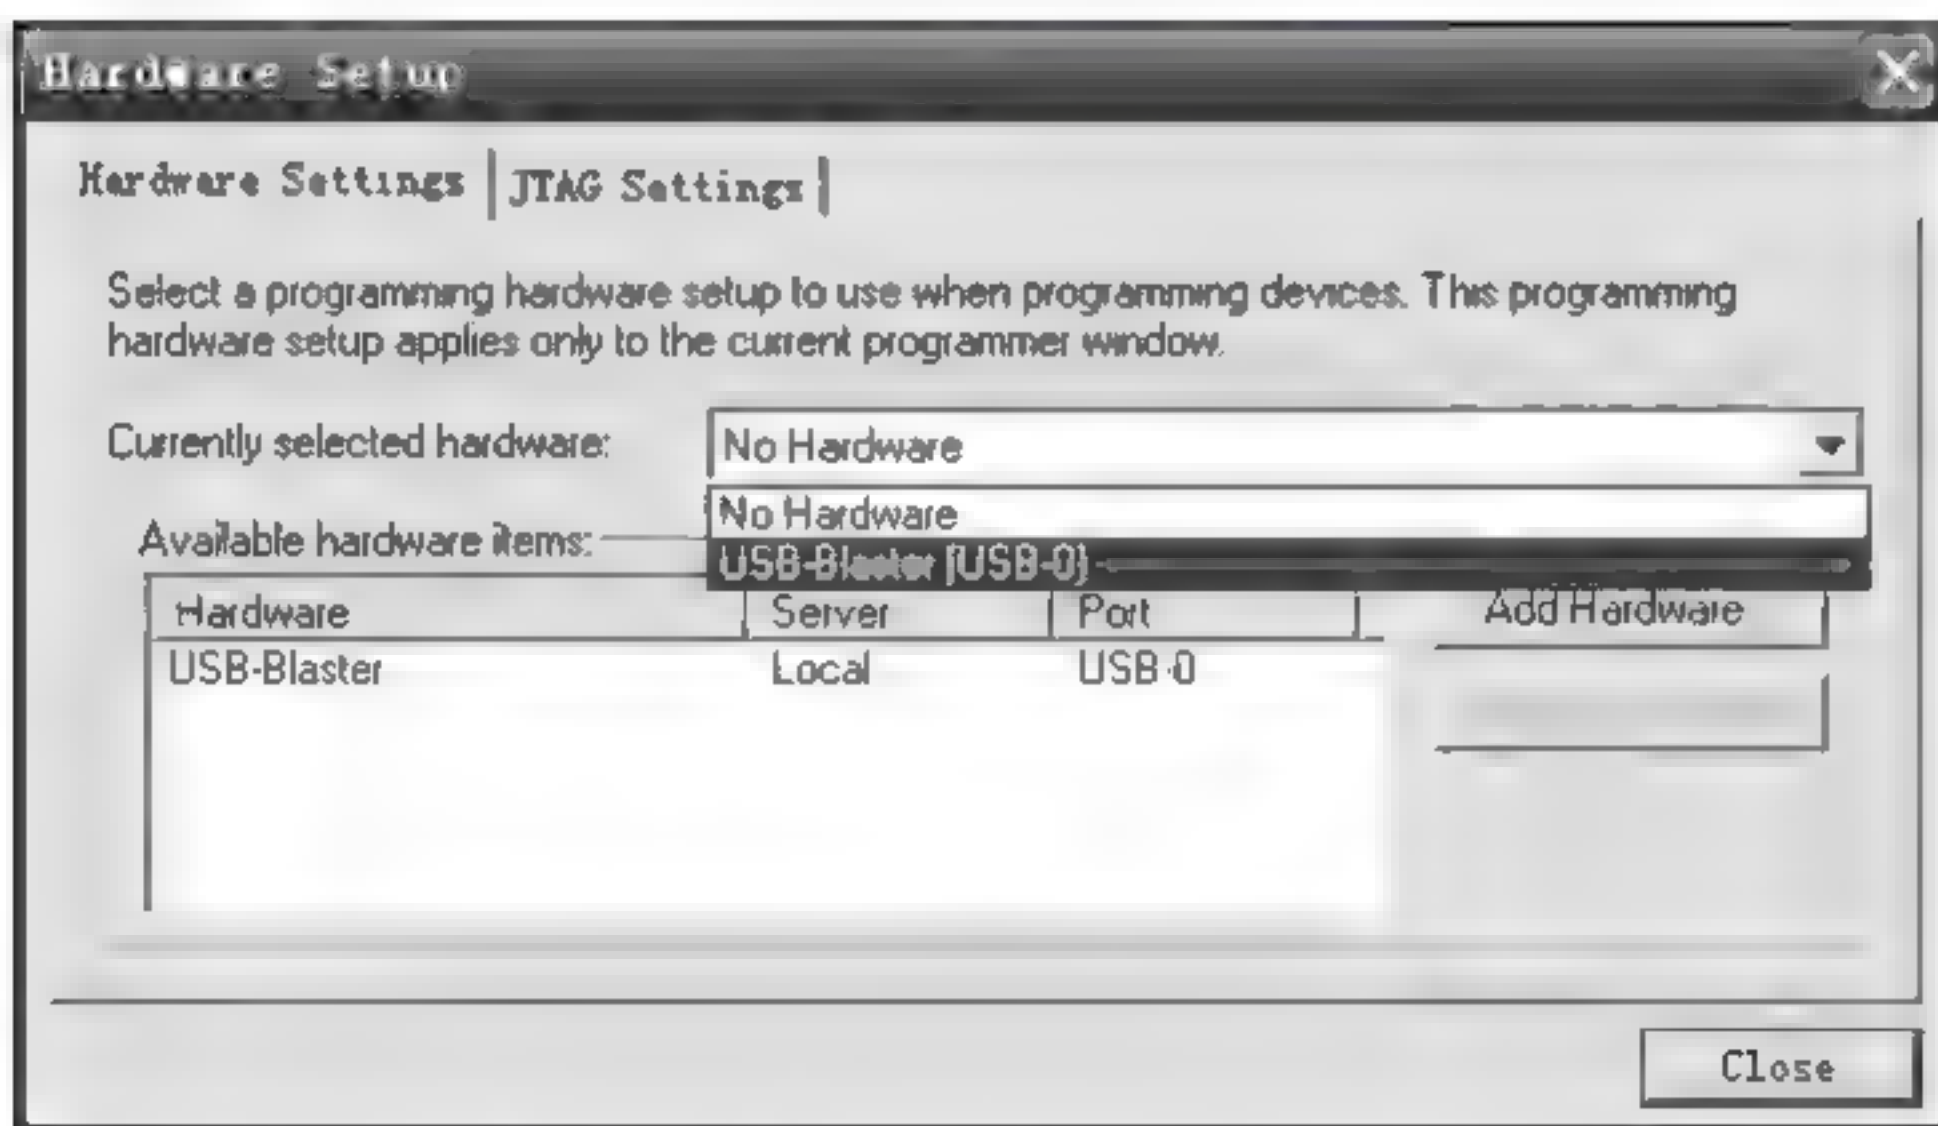 Hardware Setup
Hardware Settings JTAG Settings
Select a programming hardware setup to use when programming devices. This programming
hardware setup applies only to the current programmer window.
Currently selected hardware: No Hardware
No Hardware
Available hardware items:
USB-Blaster [USB-0]
Hardware Server Port Add Hardware
USB-Blaster Local USB-0
Close